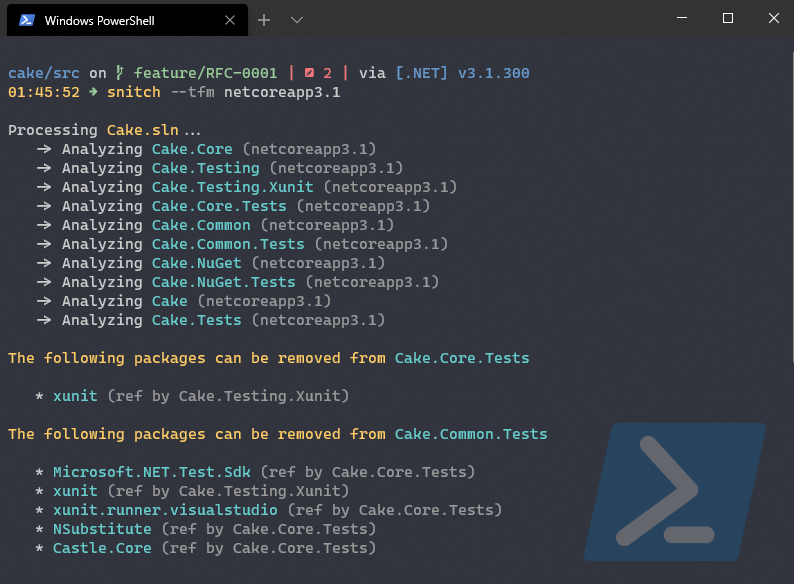 Windows PowerShell
cake/src on feature/RFC-0001 | 2 | via [.NET] v3.1.300
01:45:52 → snitch --tfm netcoreapp3.1
Processing Cake.sln...
→ Analyzing Cake.Core (netcoreapp3.1)
→ Analyzing Cake.Testing (netcoreapp3.1)
→ Analyzing Cake.Testing.Xunit (netcoreapp3.1)
→ Analyzing Cake.Core.Tests (netcoreapp3.1)
→ Analyzing Cake.Common (netcoreapp3.1)
→ Analyzing Cake.Common.Tests (netcoreapp3.1)
→ Analyzing Cake.NuGet (netcoreapp3.1)
→ Analyzing Cake.NuGet.Tests (netcoreapp3.1)
→ Analyzing Cake (netcoreapp3.1)
→ Analyzing Cake.Tests (netcoreapp3.1)
The following packages can be removed from Cake.Core.Tests
* xunit (ref by Cake.Testing.Xunit)
The following packages can be removed from Cake.Common.Tests
* Microsoft.NET.Test.Sdk (ref by Cake.Core.Tests)
* xunit (ref by Cake.Testing.Xunit)
* xunit.runner.visualstudio (ref by Cake.Core.Tests)
* NSubstitute (ref by Cake.Core.Tests)
* Castle.Core (ref by Cake.Core.Tests)